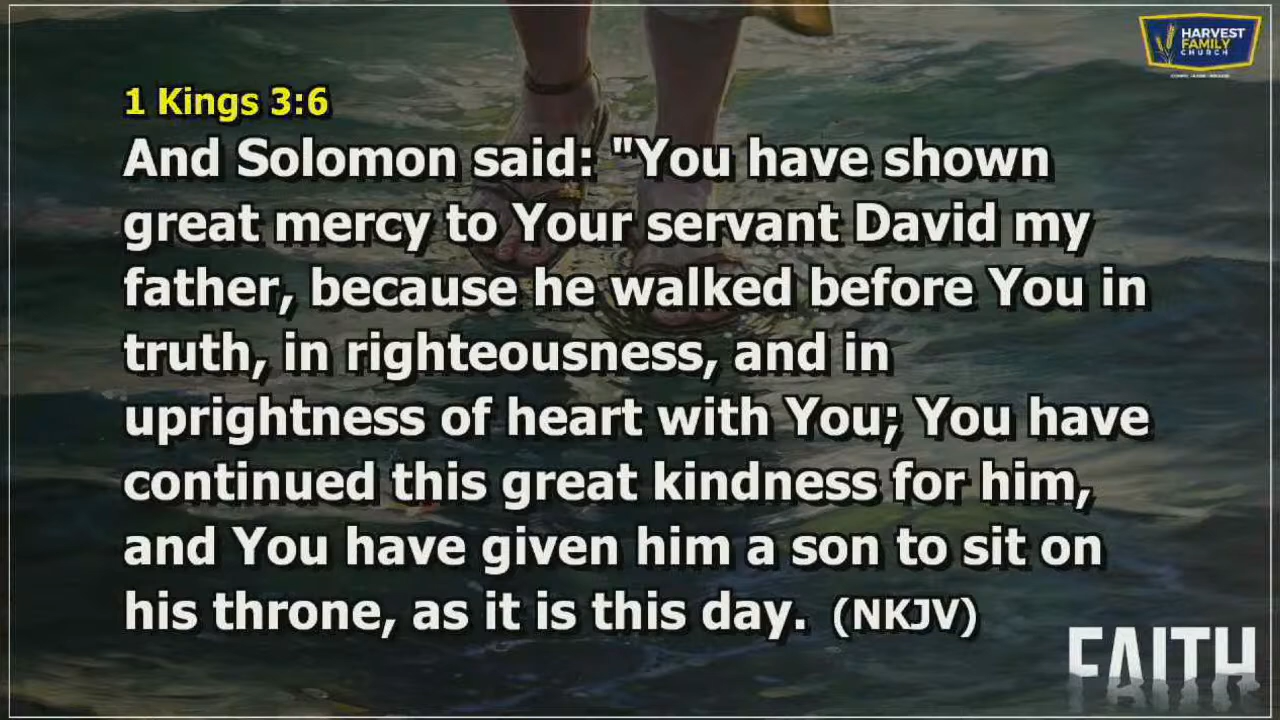 HARVEST
FAMILY
CHURCH
1 Kings 3:6
And Solomon said: "You have shown
great mercy to Your servant David my
father, because he walked before You in
truth, in righteousness, and in
uprightness of heart with You; You have
continued this great kindness for him,
and You have given him a son to sit on
his throne, as it is this day. (NKJV)
FAITH